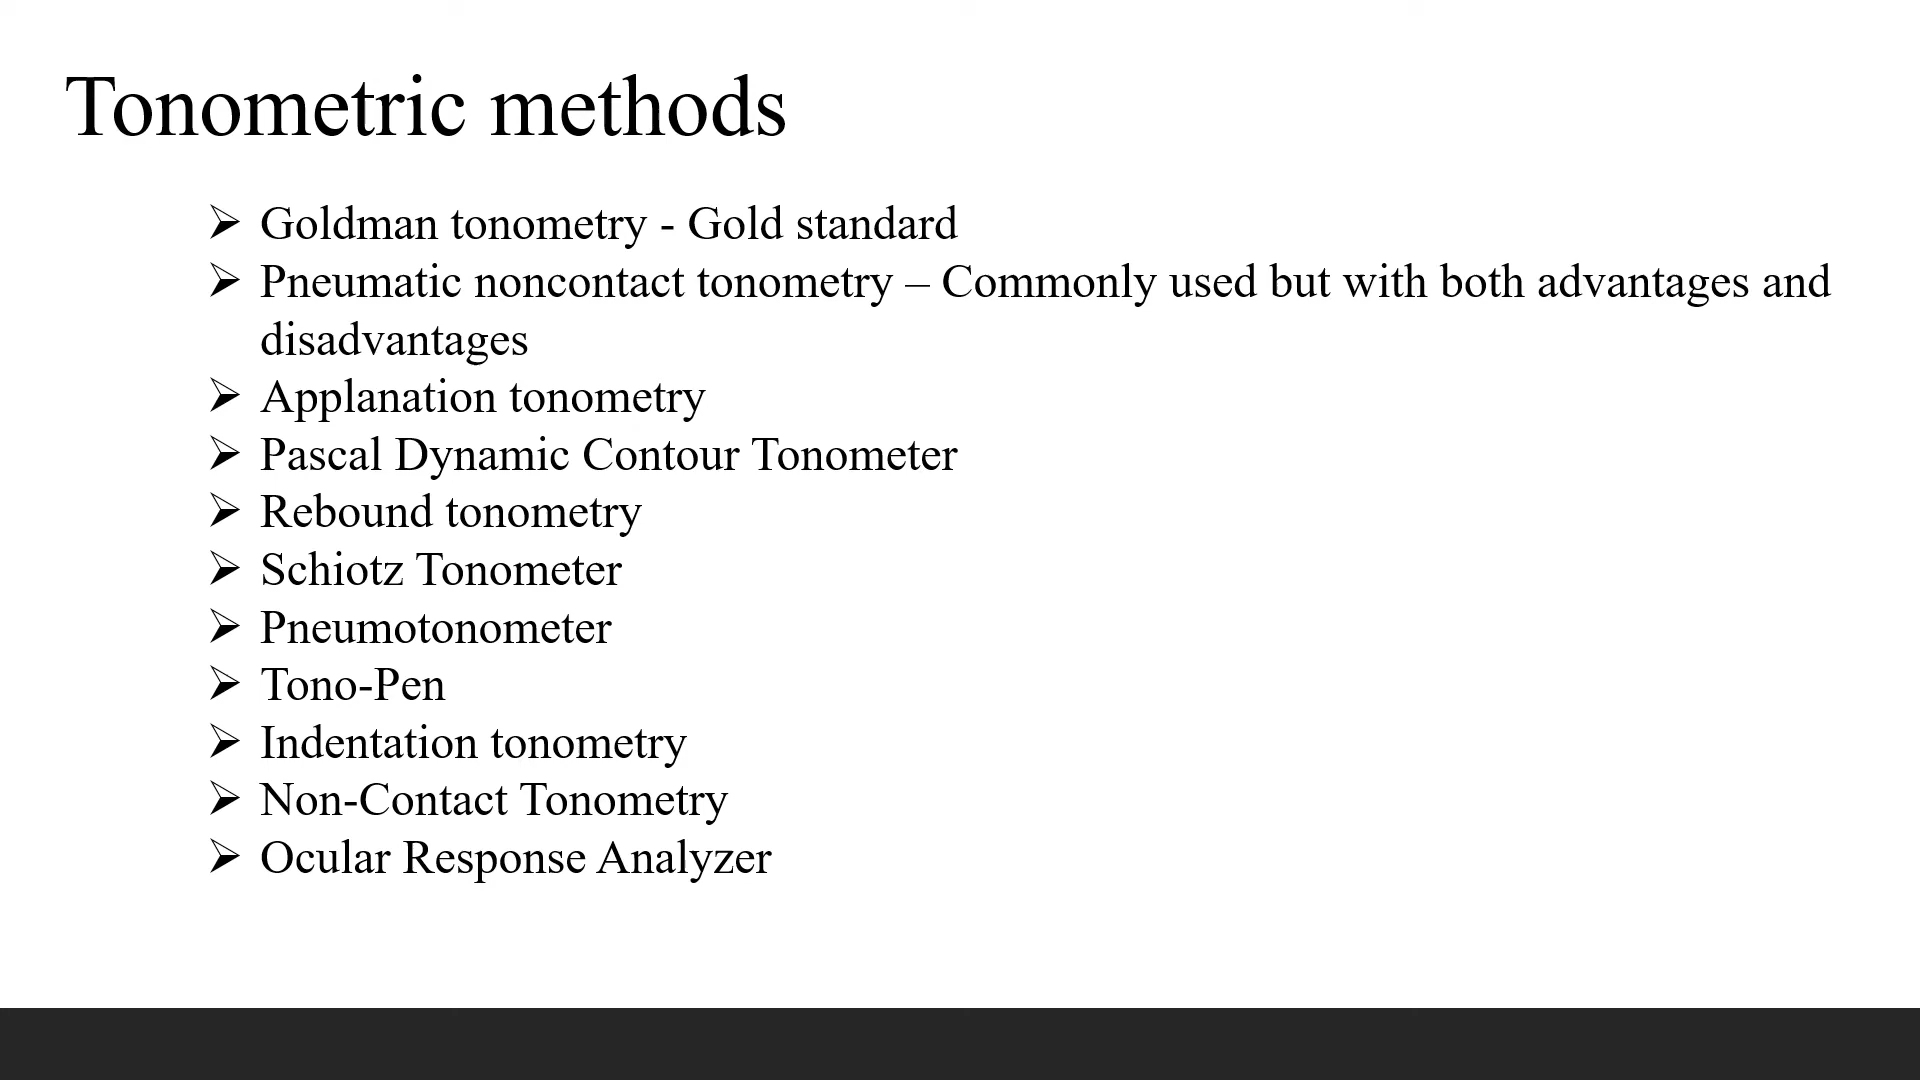 Tonometric methods
➢ Goldman tonometry - Gold standard
➢ Pneumatic noncontact tonometry – Commonly used but with both advantages and
disadvantages
➢ Applanation tonometry
➢ Pascal Dynamic Contour Tonometer
➢ Rebound tonometry
➢ Schiotz Tonometer
➢ Pneumotonometer
➢ Tono-Pen
➢ Indentation tonometry
➢ Non-Contact Tonometry
➢ Ocular Response Analyzer